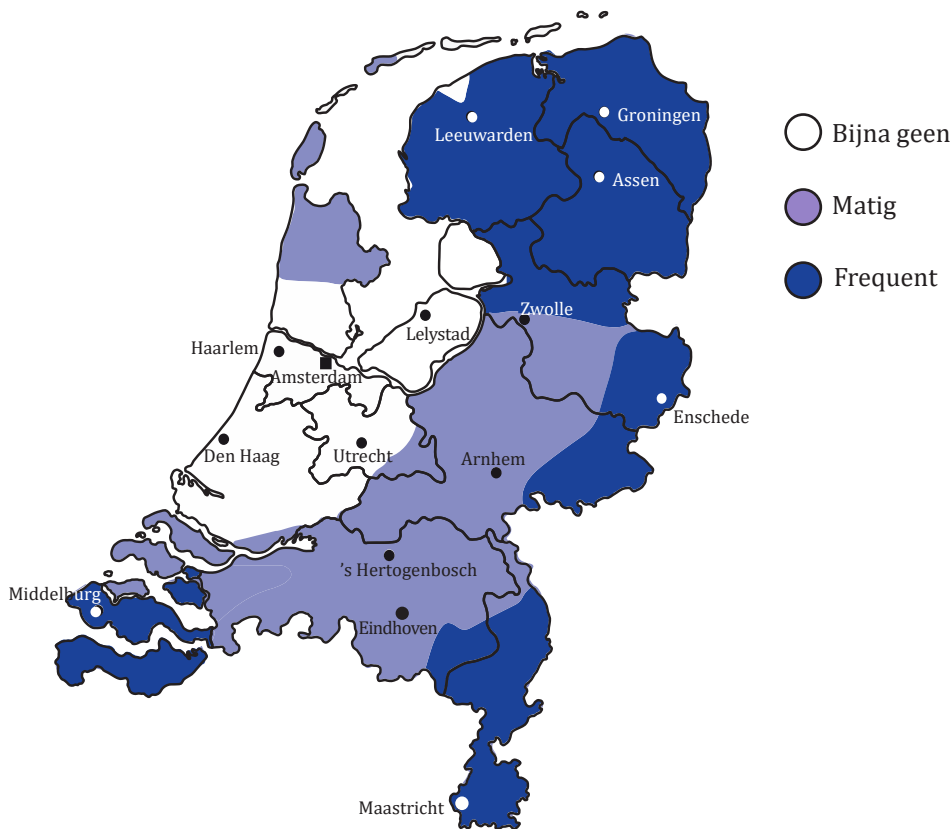 Groningen
Leeuwarden
Bijna geen
Assen
Matig
Frequent
Zwolle
Lelystad
Haarlem
Amsterdam
Enschede
Den Haag
Utrecht
Arnhem
's Hertogenbosch
Middelburg
Eindhoven
Maastricht